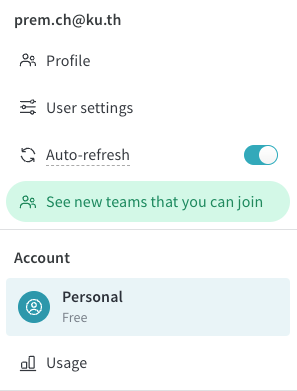 prem.ch@ku.th
Profile
User settings
Auto-refresh
See new teams that you can join
Account
Personal
Free
Usage